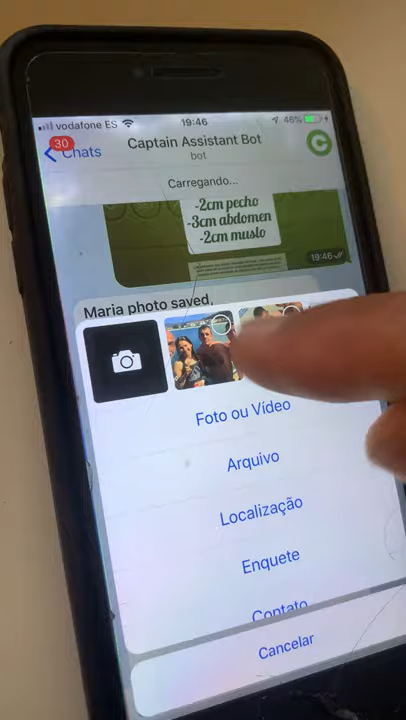 vodafone ES
19:46
46%
30
Chats
Captain Assistant Bot
bot
Carregando...
-2cm pecho
-3cm abdomen
-2cm muslo
19:46
Maria photo saved,
Foto ou Vídeo
Arquivo
Localização
Enquete
Contato
Cancelar